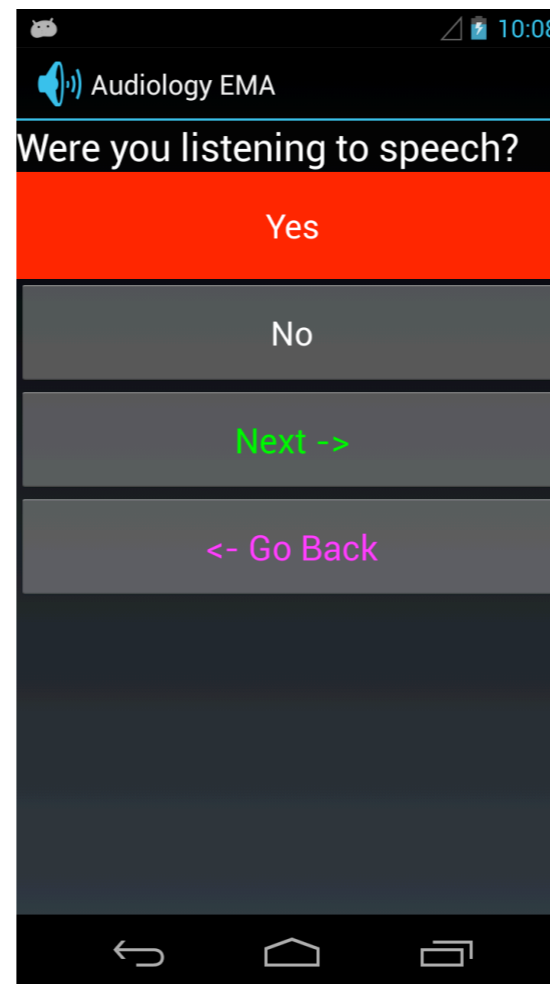 10:08
Audiology EMA
Were you listening to speech?
Yes
No
Next ->
<- Go Back